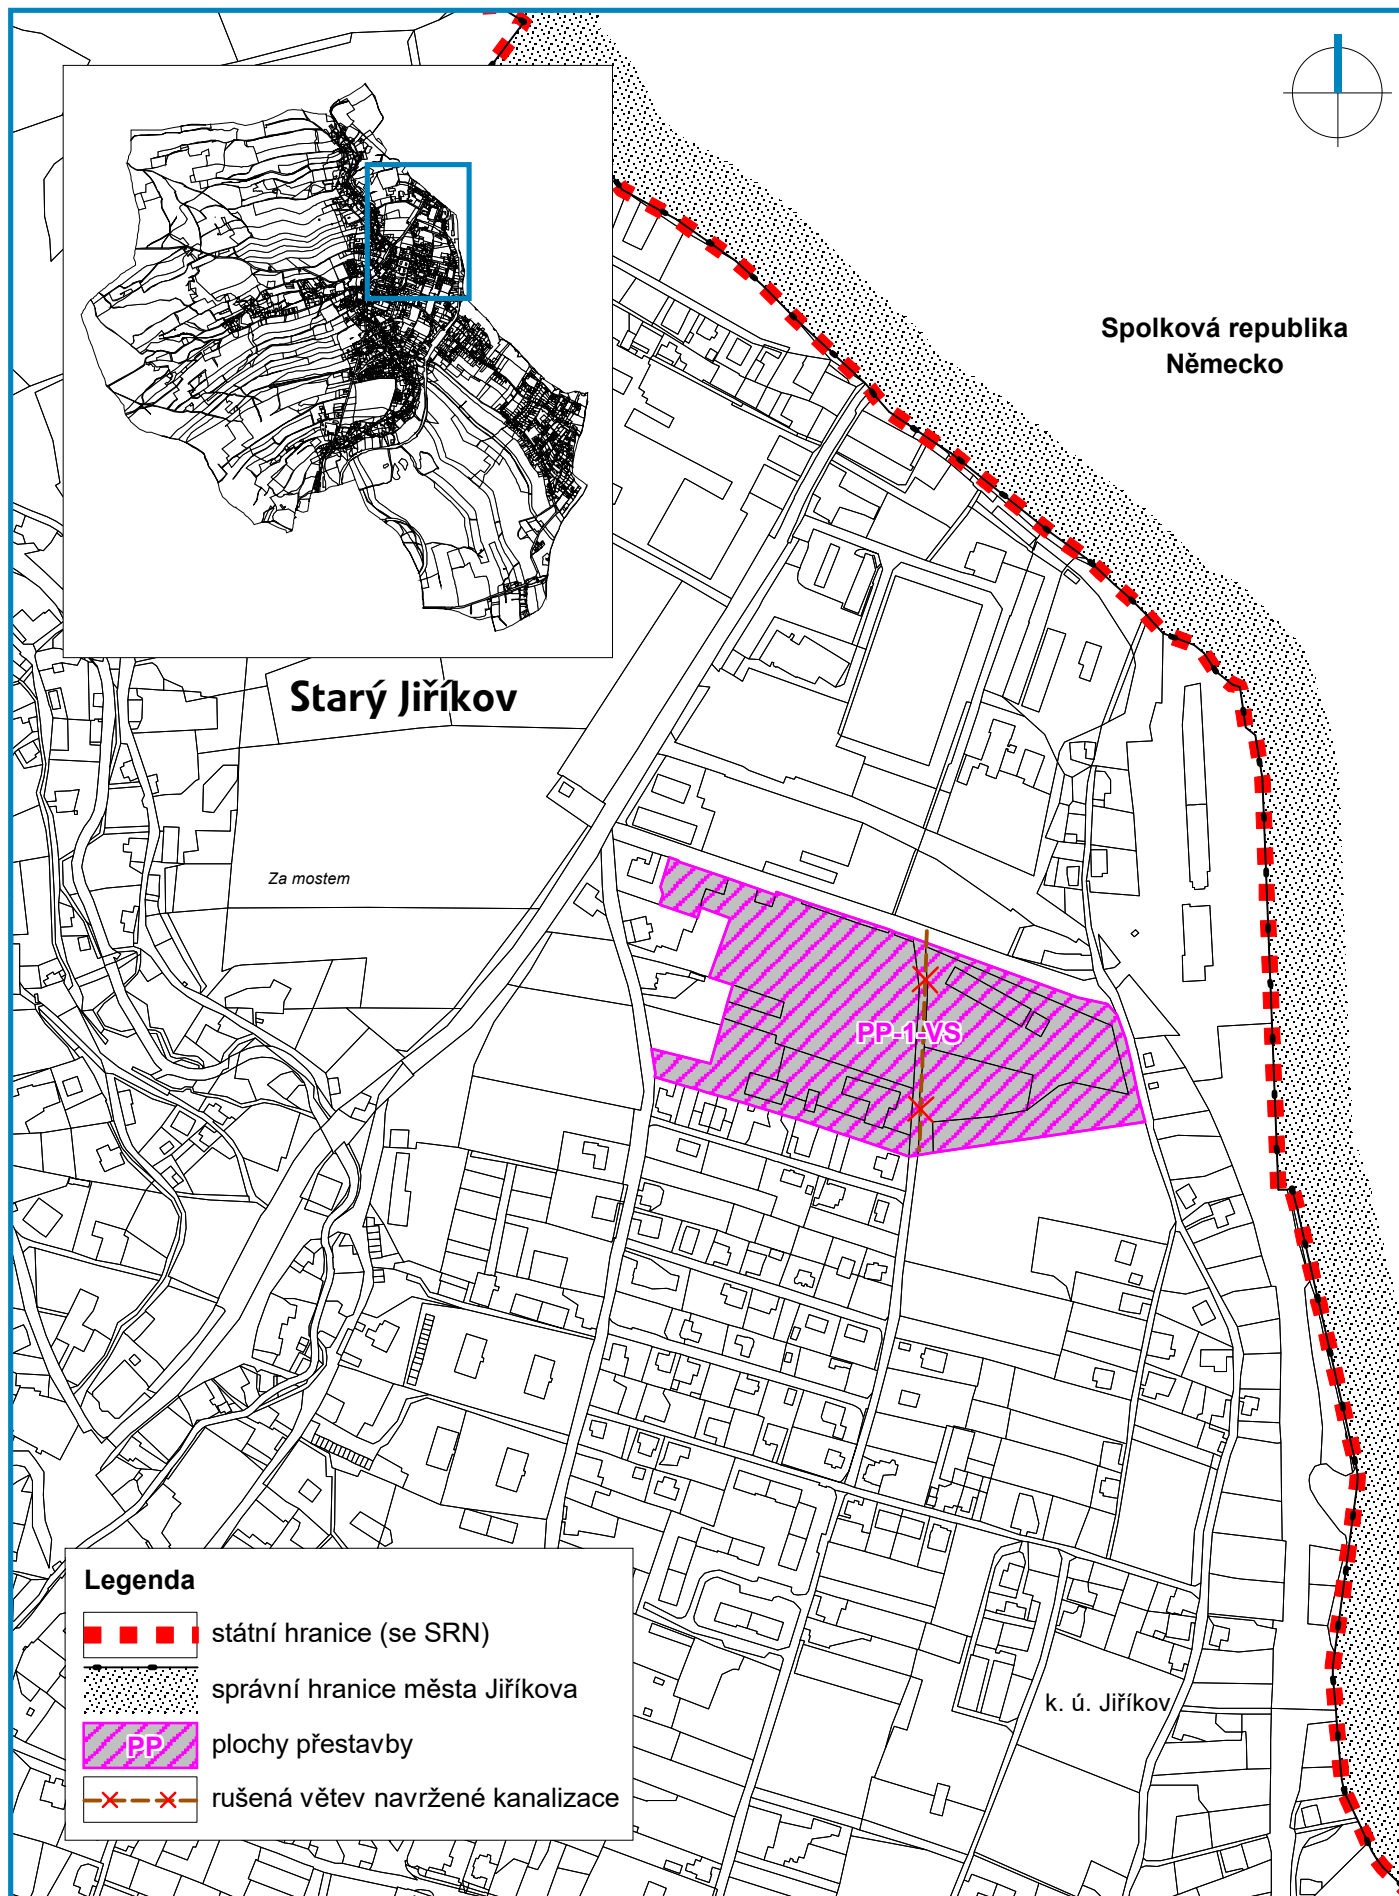 Spolková republika
Německo
Starý Jiříkov
Za mostem
PP-1-VS
k. ú. Jiříkov
Legenda
státní hranice (se SRN)
správní hranice města Jiříkova
PP
plochy přestavby
rušená větev navržené kanalizace